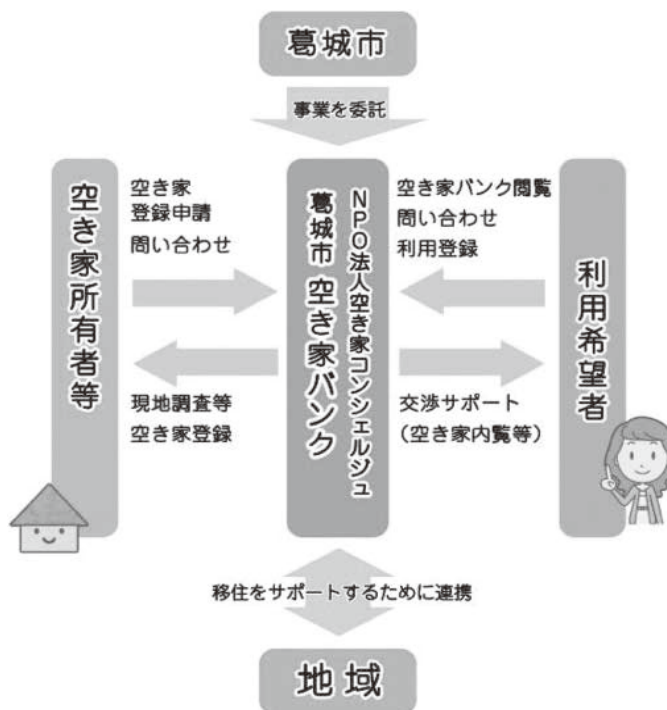 葛城市
事業を委託
空き家所有者等
空き家
登録申請
問い合わせ
現地調査等
空き家登録
NPO法人空き家コンシェルジュ
葛城市 空き家バンク
空き家バンク閲覧
問い合わせ
利用登録
交渉サポート
(空き家内覧等)
利用希望者
移住をサポートするために連携
地域